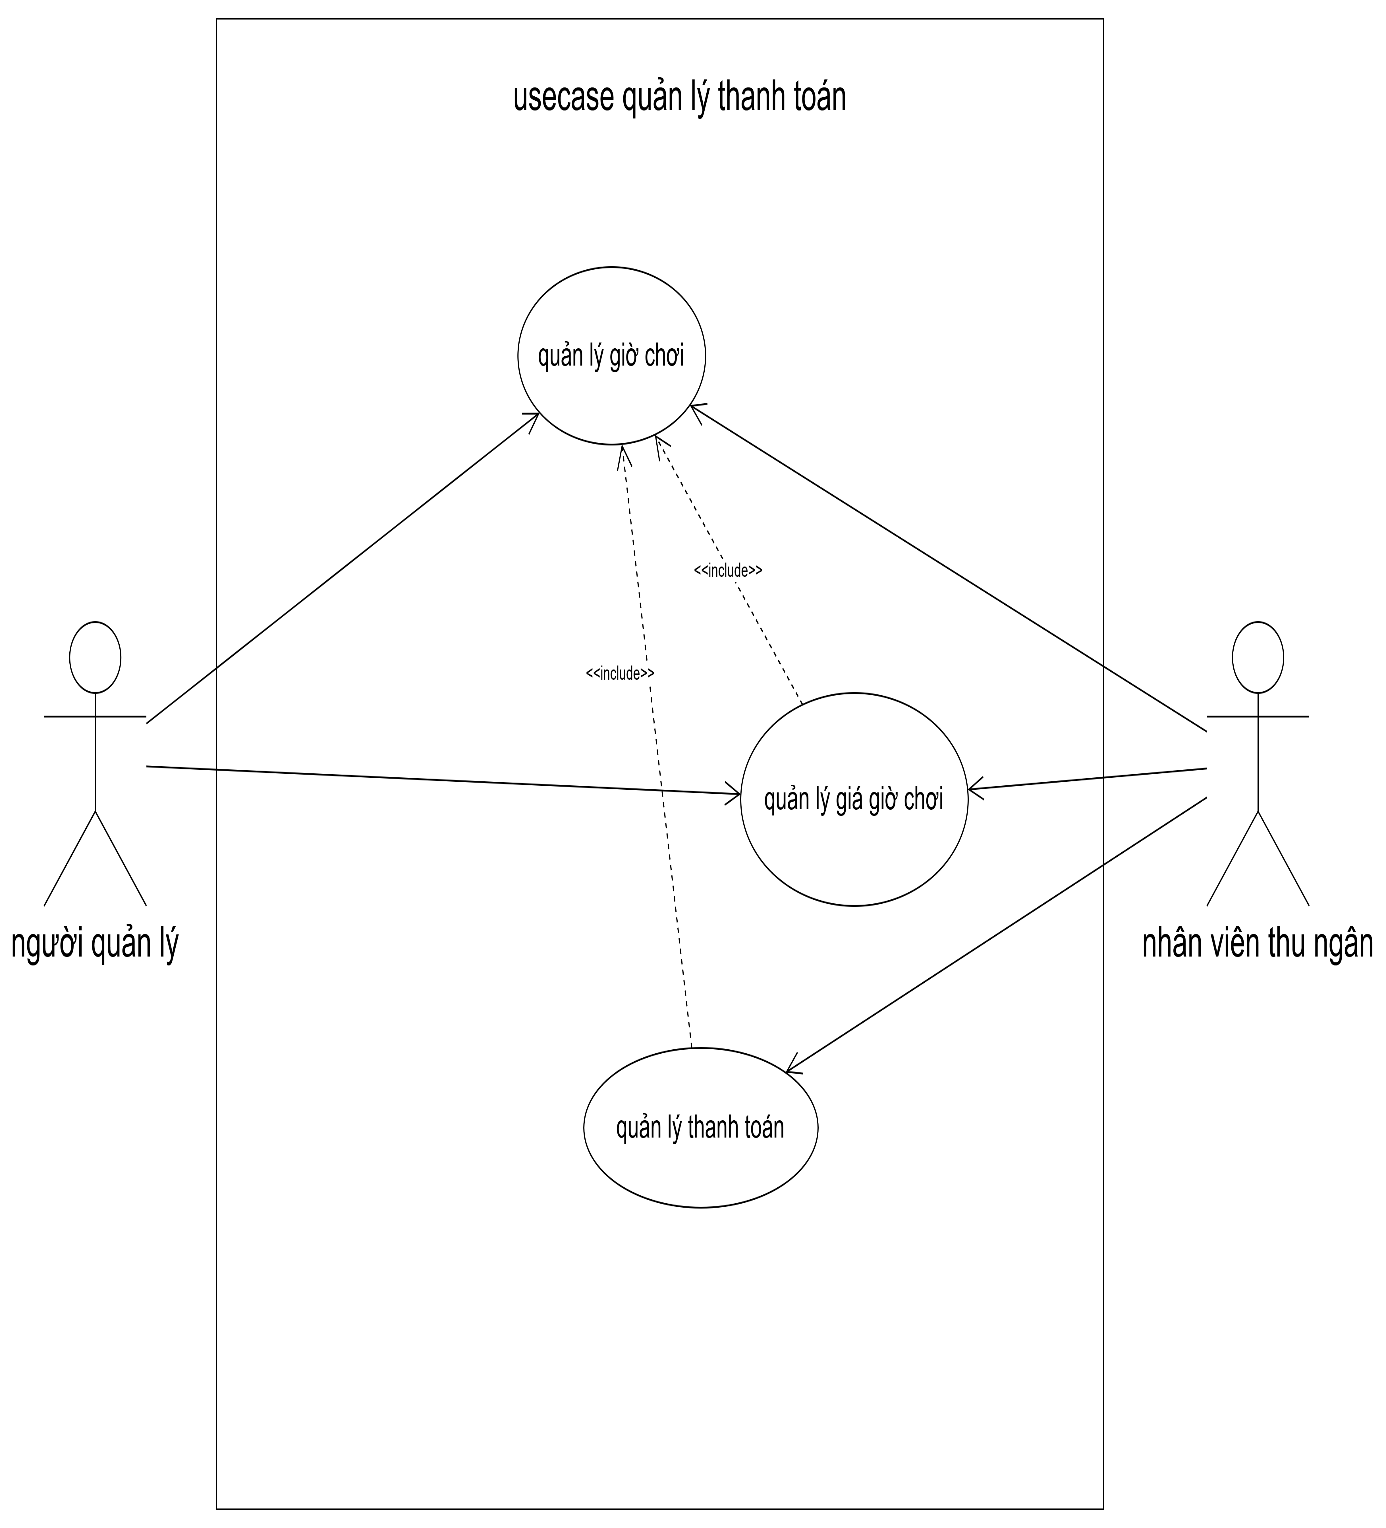 usecase quản lý thanh toán
quản lý giờ chơi
<<include>>
<<include>>
quản lý giá giờ chơi
người quản lý
nhân viên thu ngân
quản lý thanh toán